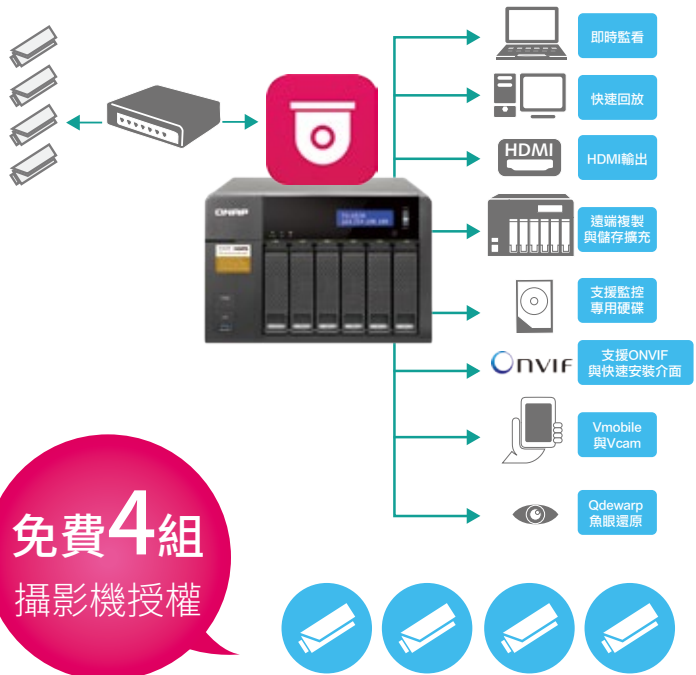 即時監看
快速回放
HDMI
HDMI輸出
QNAP
遠端複製
與儲存擴充
支援監控
專用硬碟
ONVIF
支援ONVIF
與快速安裝介面
Vmobile
與Vcam
Qdewarp
魚眼還原
免費4組
攝影機授權